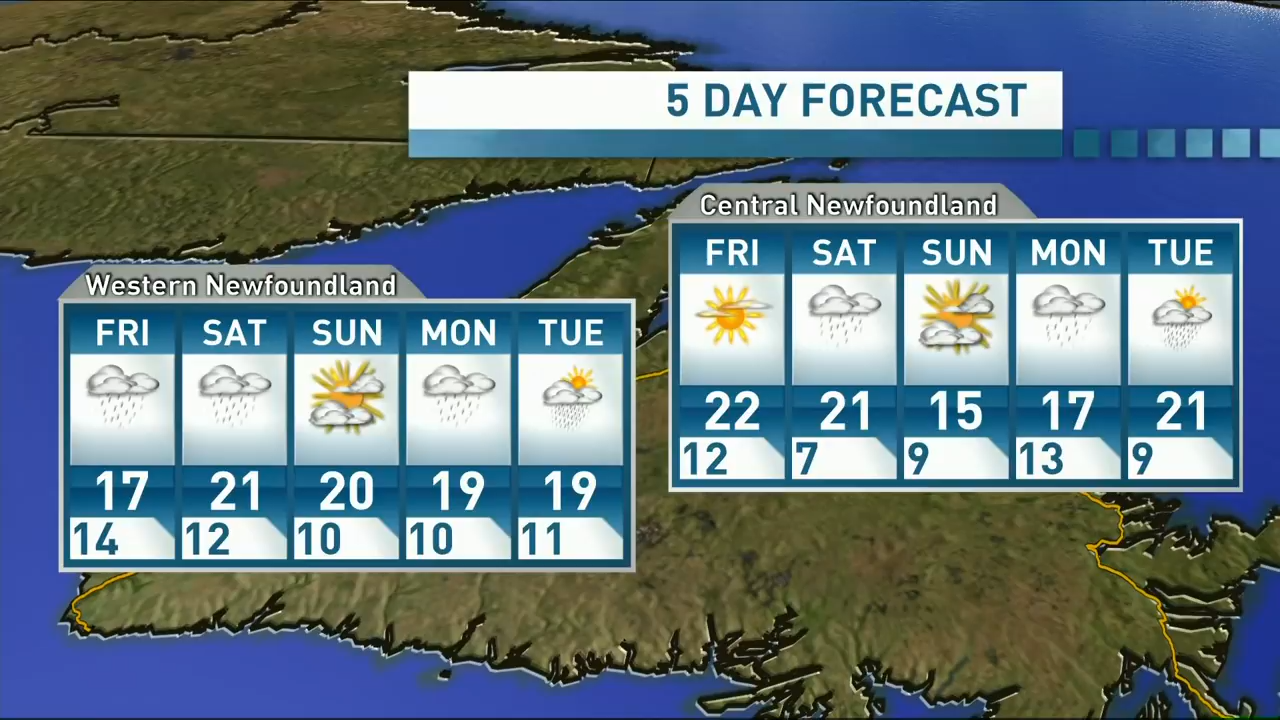 5 DAY FORECAST
Central Newfoundland
FRI SAT SUN MON TUE
22 21 15 17 21
12 7 9 13 9
Western Newfoundland
FRI SAT SUN MON TUE
17 21 20 19 19
14 12 10 10 11